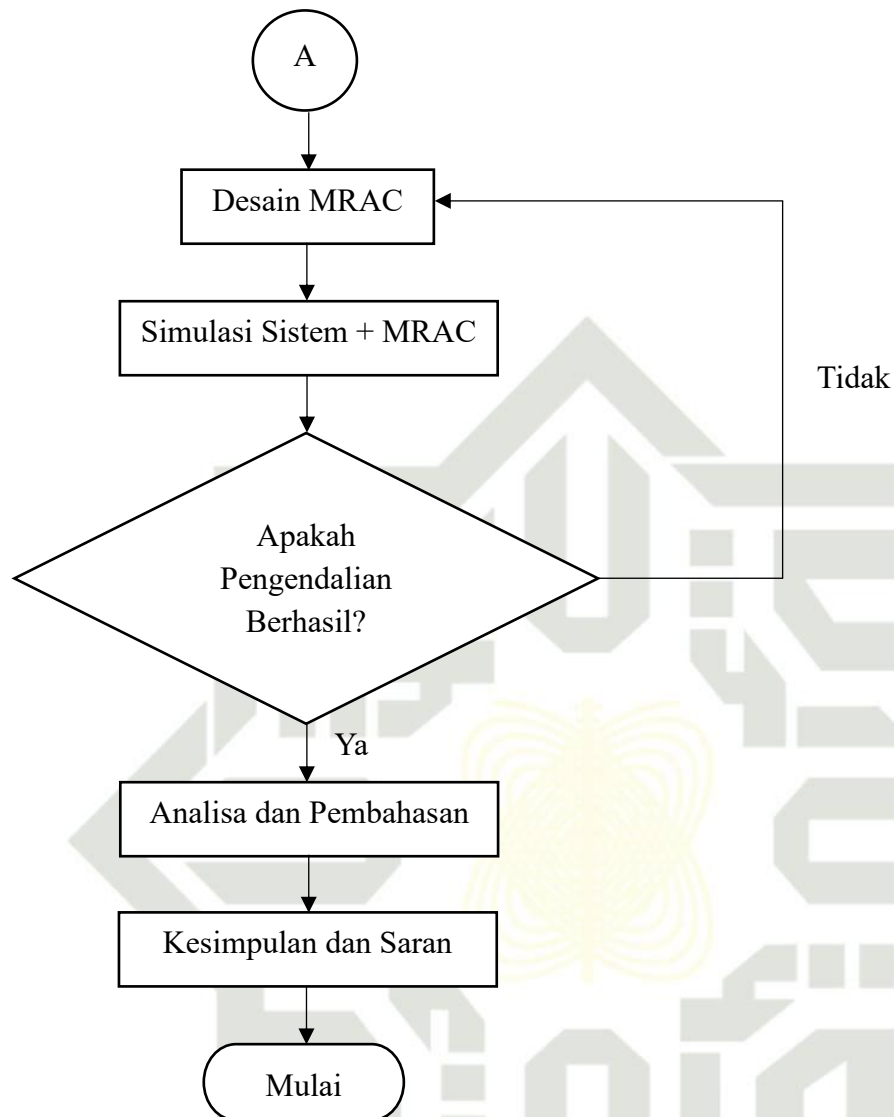 A
Desain MRAC
Simulasi Sistem + MRAC
Tidak
Apakah
Pengendalian
Berhasil?
Ya
Analisa dan Pembahasan
Kesimpulan dan Saran
Mulai